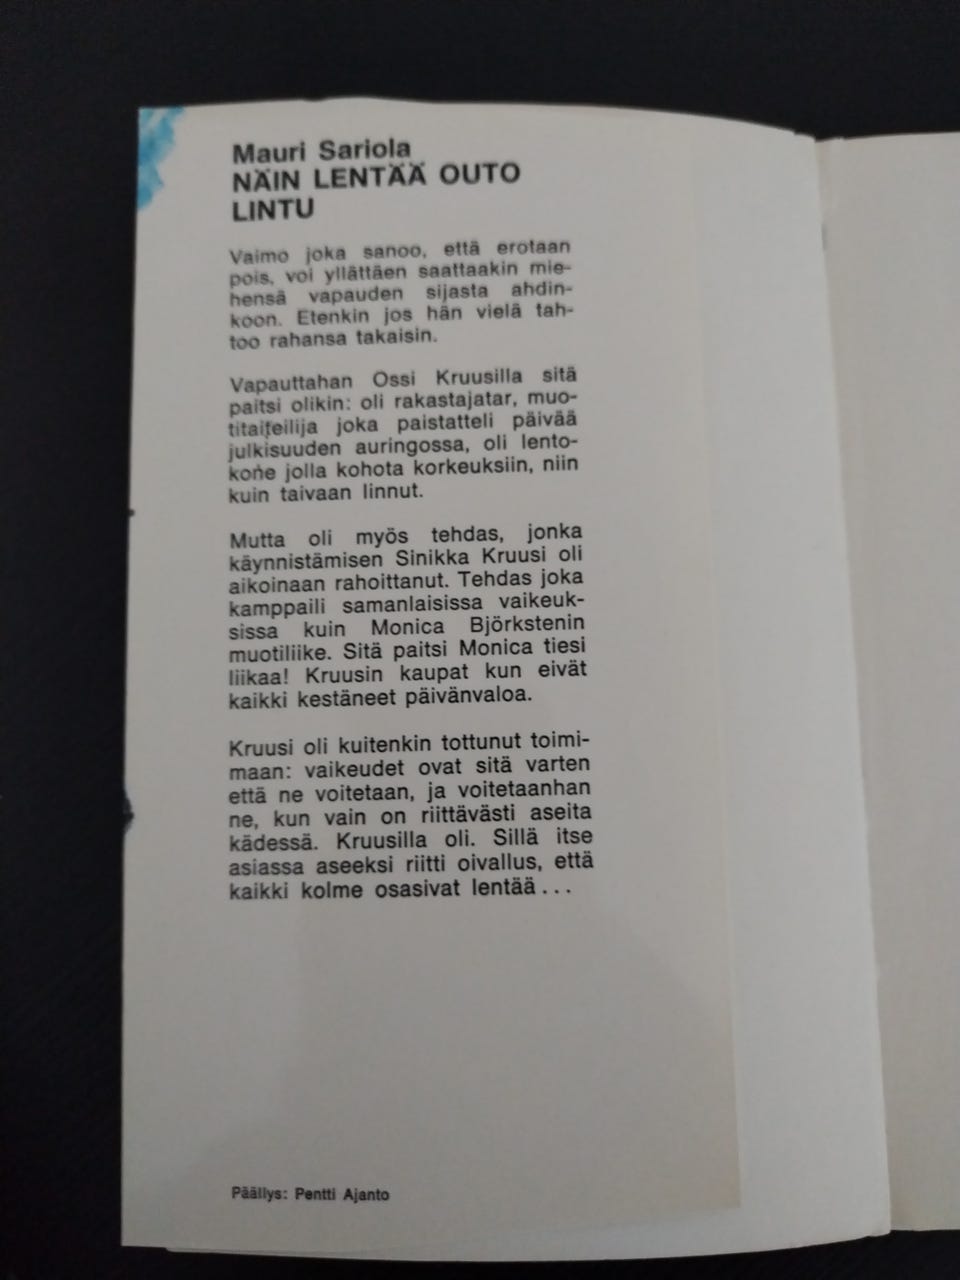 Mauri Sariola
NÄIN LENTÄÄ OUTO
LINTU
Vaimo joka sanoo, että erotaan
pois, voi yllättäen saattaakin mie-
hensä vapauden sijasta ahdin-
koon. Etenkin jos hän vielä tah-
too rahansa takaisin.
Vapauttahan Ossi Kruusilla sitä
paitsi olikin: oli rakastajatar, muo-
titaiteilija joka paistatteli päivää
julkisuuden auringossa, oli lento-
kone jolla kohota korkeuksiin, niin
kuin taivaan linnut.
Mutta oli myös tehdas, jonka
käynnistämisen Sinikka Kruusi oli
aikoinaan rahoittanut. Tehdas joka
kamppaili samanlaisissa vaikeuk-
sissa kuin Monica Björkstenin
muotiliike. Sitä paitsi Monica tiesi
liikaa! Kruusin kaupat kun eivät
kaikki kestäneet päivänvaloa.
Kruusi oli kuitenkin tottunut toimi-
maan: vaikeudet ovat sitä varten
että ne voitetaan, ja voitetaanhan
ne, kun vain on riittävästi aseita
kädessä. Kruusilla oli. Sillä itse
asiassa aseeksi riitti oivallus, että
kaikki kolme osasivat lentää...
Päällys: Pentti Ajanto